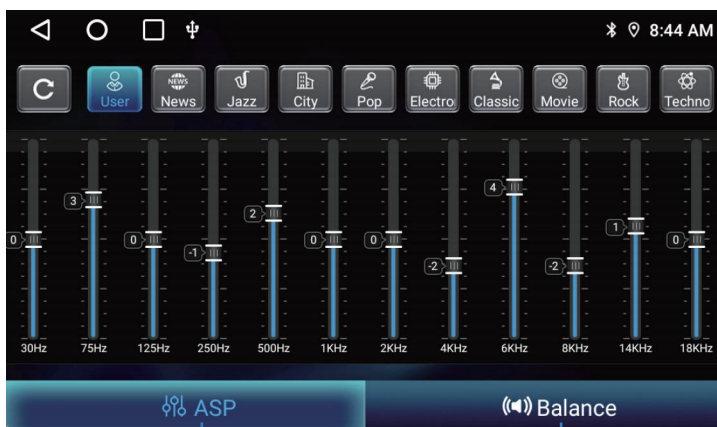 8:44 AM
User
NEWS
News
Jazz
City
Pop
Electro
Classic
Movie
Rock
Techno
0
3
0
-1
2
0
0
-2
4
-2
1
0
30Hz 75Hz 125Hz 250Hz 500Hz 1KHz 2KHz 4KHz 6KHz 8KHz 14KHz 18KHz
ASP
Balance